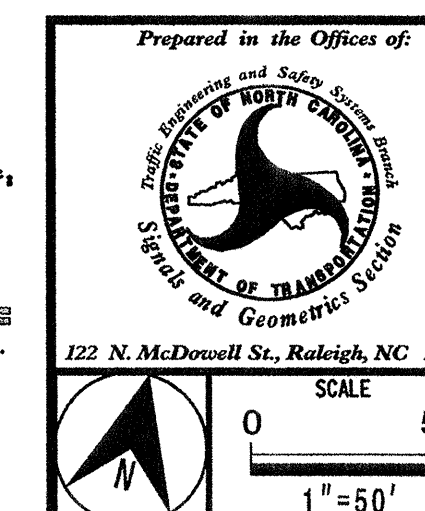 Prepared in the Offices of:
Traffic Engineering and Safety Systems Branch
STATE OF NORTH CAROLINA
DEPARTMENT OF TRANSPORTATION
Signals and Geometrics Section
122 N. McDowell St., Raleigh, NC
SCALE
0
1"=50'
N